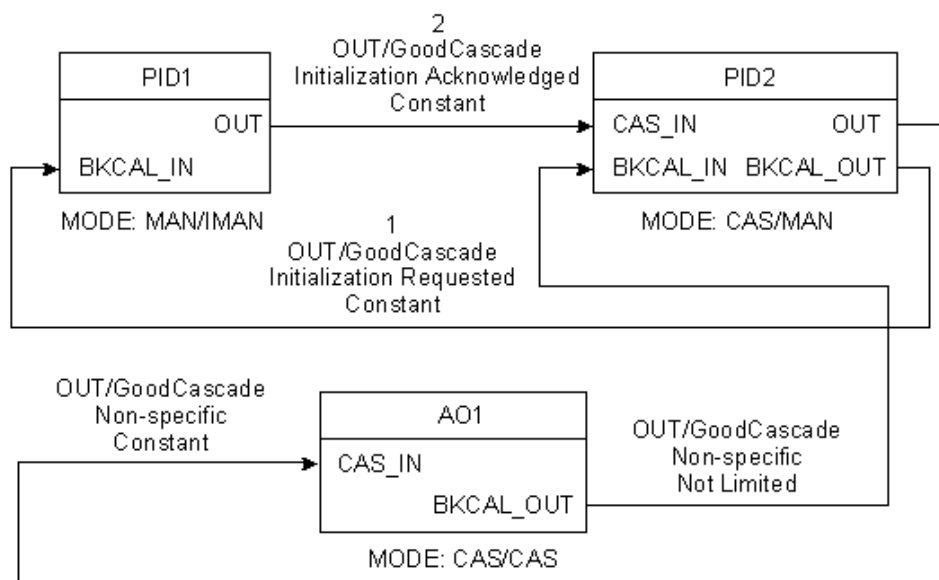 2
OUT/GoodCascade
Initialization Acknowledged
Constant
PID1
OUT
BKCAL_IN
MODE: MAN/IMAN
PID2
CAS_IN OUT
BKCAL_IN BKCAL_OUT
MODE: CAS/MAN
1
OUT/GoodCascade
Initialization Requested
Constant
OUT/GoodCascade
Non-specific
Constant
AO1
CAS_IN
BKCAL_OUT
MODE: CAS/CAS
OUT/GoodCascade
Non-specific
Not Limited